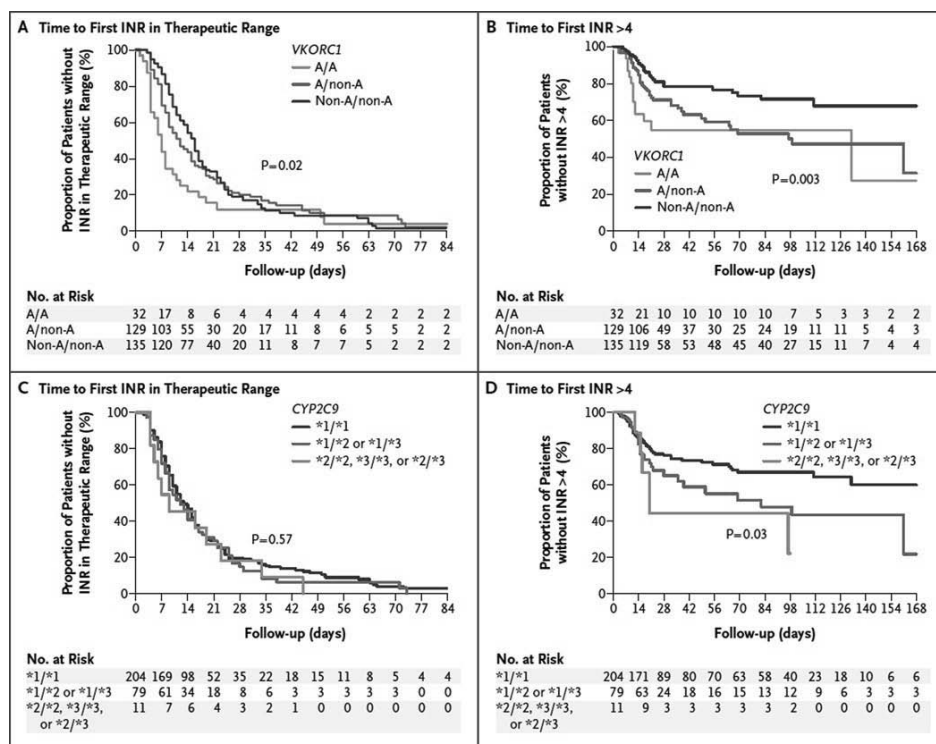 A Time to First INR in Therapeutic Range
Proportion of Patients without
INR in Therapeutic Range (%)
100
80
60
40
20
0
VKORC1
A/A
A/non-A
Non-A/non-A
P=0.02
0 7 14 21 28 35 42 49 56 63 70 77 84
Follow-up (days)
No. at Risk
A/A 32 17 8 6 4 4 4 4 4 2 2 2 2
A/non-A 129 103 55 30 20 17 11 8 6 5 5 2 2
Non-A/non-A 135 120 77 40 20 11 8 7 7 5 2 2 2
B Time to First INR >4
Proportion of Patients
without INR >4 (%)
100
80
60
40
20
0
VKORC1
A/A
A/non-A
Non-A/non-A
P=0.003
0 14 28 42 56 70 84 98 112 126 140 154 168
Follow-up (days)
No. at Risk
A/A 32 21 10 10 10 10 10 7 5 3 3 2 2
A/non-A 129 106 49 37 30 25 24 19 11 11 5 4 3
Non-A/non-A 135 119 58 53 48 45 40 27 15 11 7 4 4
C Time to First INR in Therapeutic Range
Proportion of Patients without
INR in Therapeutic Range (%)
100
80
60
40
20
0
CYP2C9
*1/*1
*1/*2 or *1/*3
*2/*2, *3/*3, or *2/*3
P=0.57
0 7 14 21 28 35 42 49 56 63 70 77 84
Follow-up (days)
No. at Risk
*1/*1 204 169 98 52 35 22 18 15 11 8 5 4 4
*1/*2 or *1/*3 79 61 34 18 8 6 3 3 3 3 3 0 0
*2/*2, *3/*3, 11 7 6 4 3 2 1 0 0 0 0 0 0
or *2/*3
D Time to First INR >4
Proportion of Patients
without INR >4 (%)
100
80
60
40
20
0
CYP2C9
*1/*1
*1/*2 or *1/*3
*2/*2, *3/*3, or *2/*3
P=0.03
0 14 28 42 56 70 84 98 112 126 140 154 168
Follow-up (days)
No. at Risk
*1/*1 204 171 89 80 70 63 58 40 23 18 10 6 6
*1/*2 or *1/*3 79 63 24 18 16 15 13 12 9 6 3 3 3
*2/*2, *3/*3, 11 9 3 3 3 3 3 2 0 0 0 0 0
or *2/*3